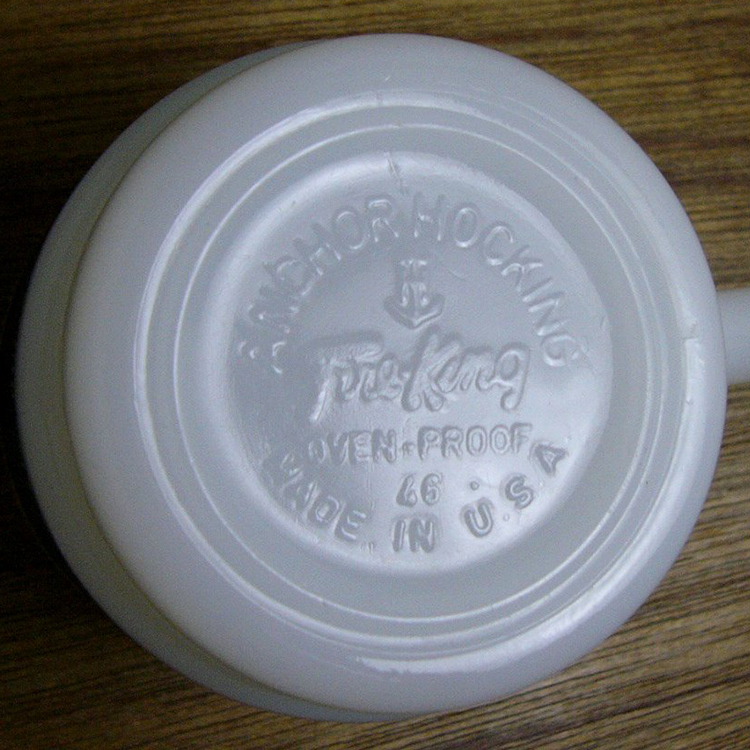 ANCHOR HOCKING
Fire-King
OVEN-PROOF
46
MADE IN U.S.A